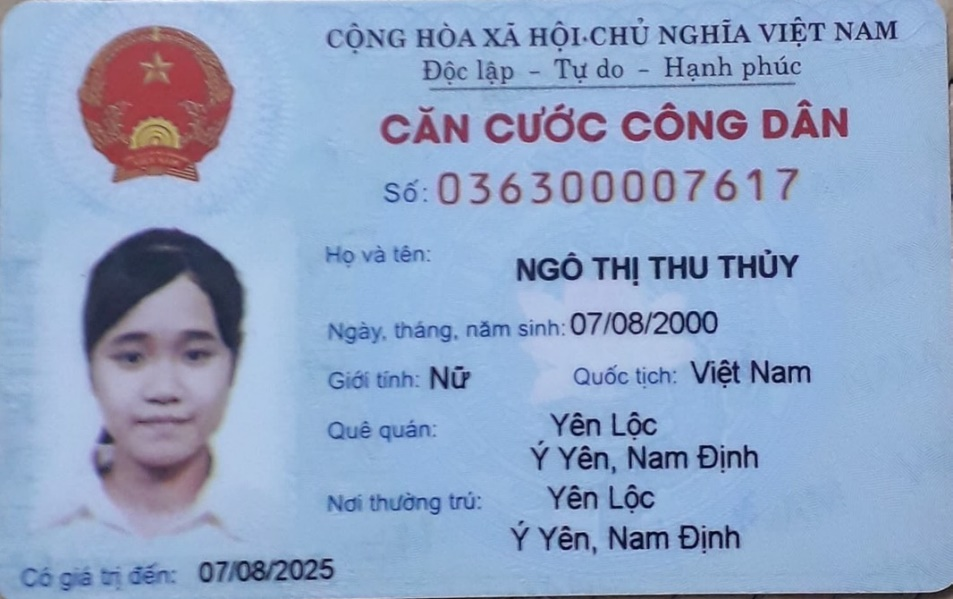 CỘNG HÒA XÃ HỘI CHỦ NGHĨA VIỆT NAM
Độc lập - Tự do - Hạnh phúc
CĂN CƯỚC CÔNG DÂN
Số: 036300007617
Họ và tên: NGÔ THỊ THU THỦY
Ngày, tháng, năm sinh: 07/08/2000
Giới tính: Nữ Quốc tịch: Việt Nam
Quê quán: Yên Lộc
Ý Yên, Nam Định
Nơi thường trú: Yên Lộc
Ý Yên, Nam Định
Có giá trị đến: 07/08/2025
VIỆT NAM